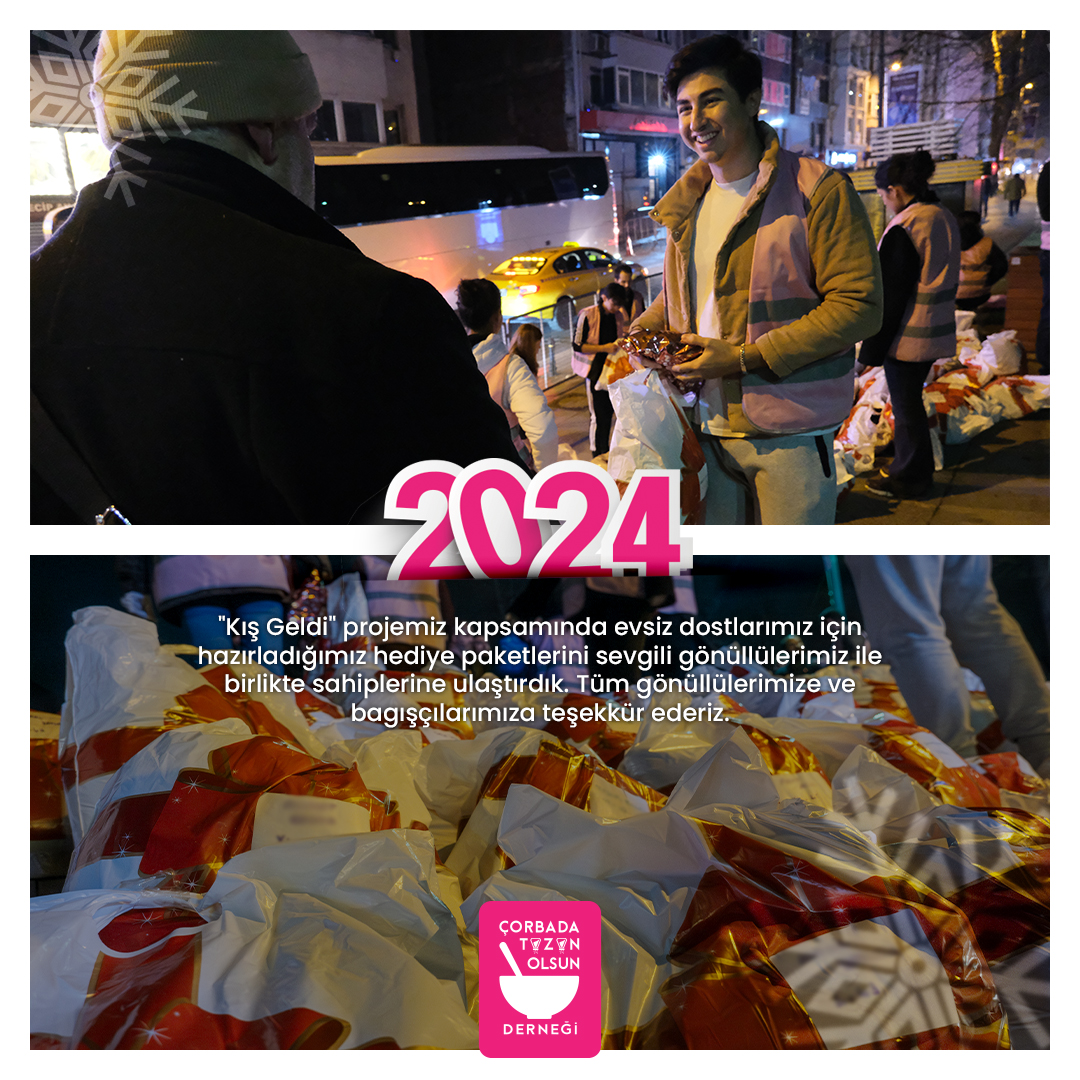 2024
"Kış Geldi" projemiz kapsamında evsiz dostlarımız için
hazırladığımız hediye paketlerini sevgili gönüllülerimiz ile
birlikte sahiplerine ulaştırdık. Tüm gönüllülerimize ve
bagışçılarımıza teşekkür ederiz.
ÇORBADA
TUZUN
OLSUN
DERNEĞİ